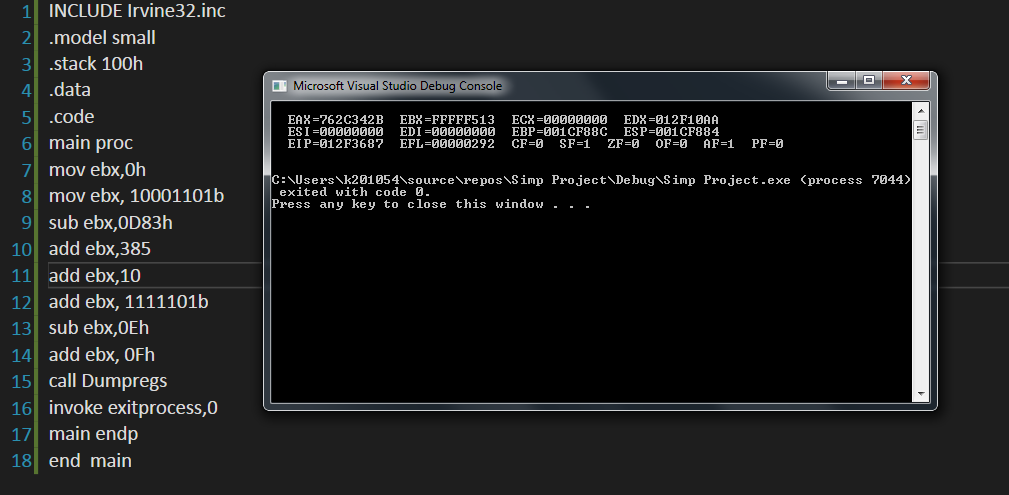 1 INCLUDE Irvine32.inc
2 .model small
3 .stack 100h
4 .data
5 .code
6 main proc
7 mov ebx,0h
8 mov ebx, 10001101b
9 sub ebx,0D83h
10 add ebx,385
11 add ebx,10
12 add ebx, 1111101b
13 sub ebx,0Eh
14 add ebx, 0Fh
15 call Dumpregs
16 invoke exitprocess,0
17 main endp
18 end  main
Microsoft Visual Studio Debug Console
EAX=762C342B  EBX=FFFFF513  ECX=00000000  EDX=012F10AA
ESI=00000000  EDI=00000000  EBP=001CF88C  ESP=001CF884
EIP=012F3687  EFL=00000292  CF=0  SF=1  ZF=0  OF=0  AF=1  PF=0
C:\Users\k201054\source\repos\Simp Project\Debug\Simp Project.exe (process 7044)
exited with code 0.
Press any key to close this window . . .